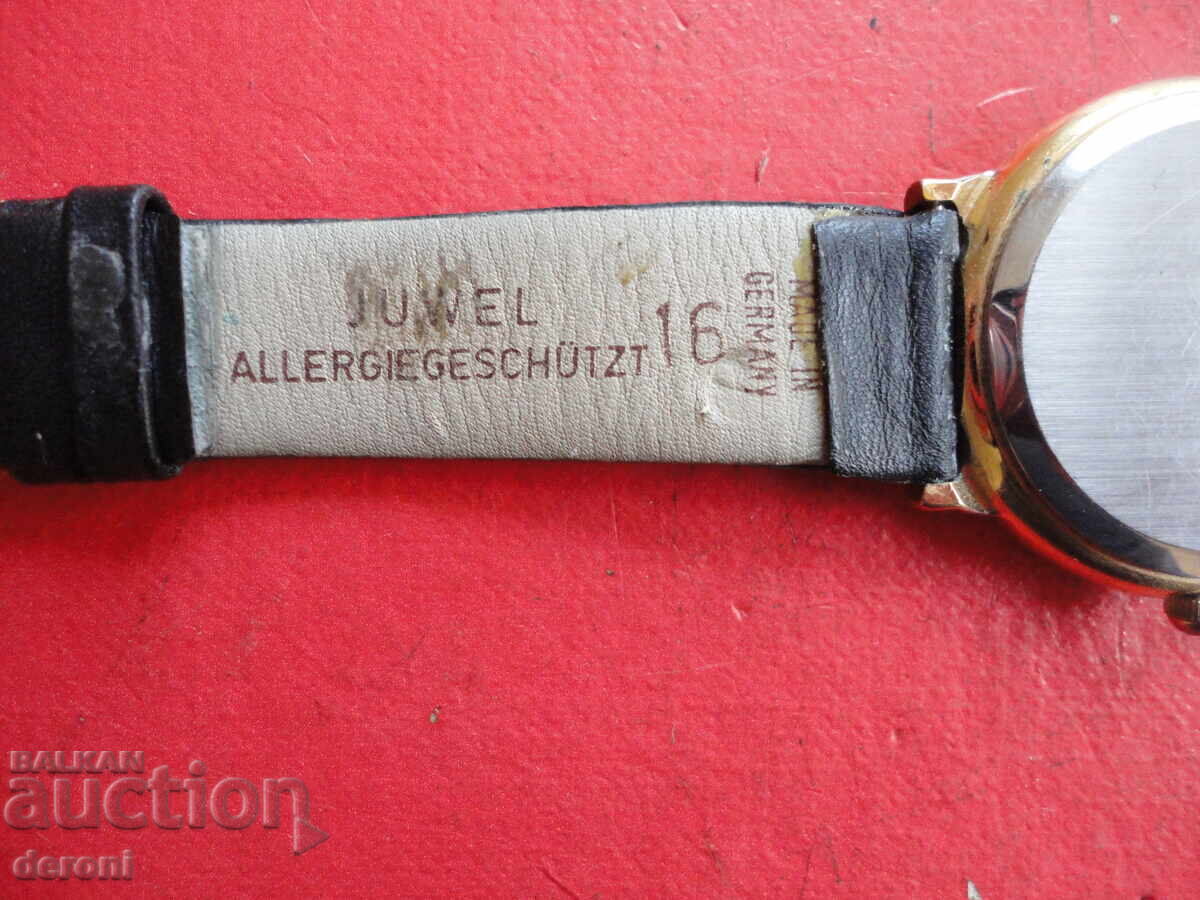 JUWEL
ALLERGIEGESCHÜTZT
16
MADE IN
GERMANY
BALKAN
auction
deroni